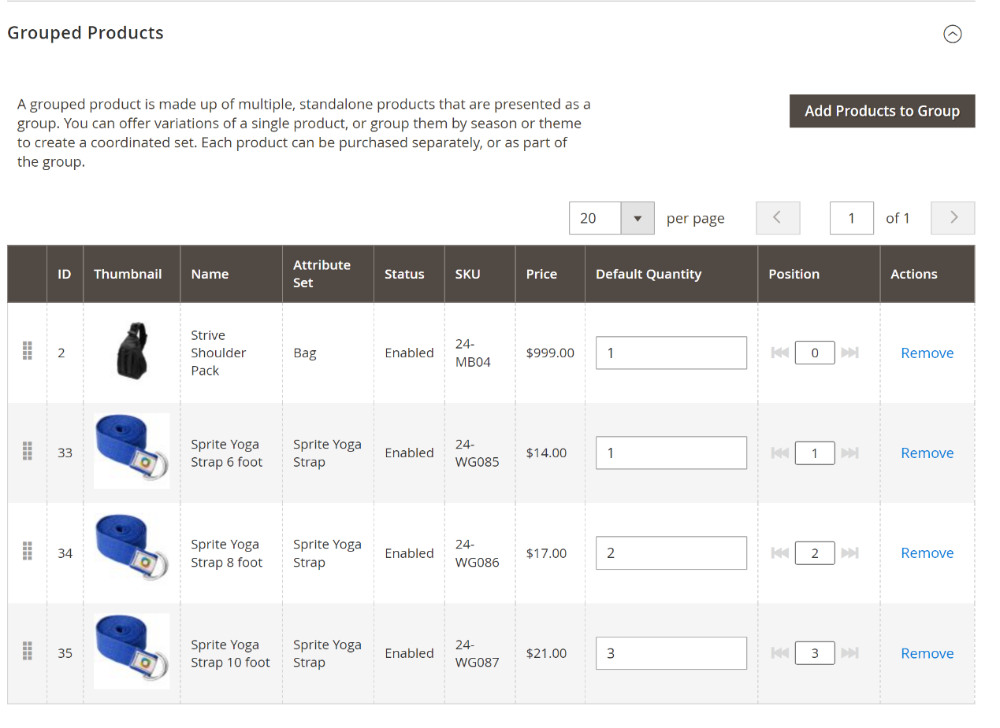 Grouped Products
A grouped product is made up of multiple, standalone products that are presented as a
group. You can offer variations of a single product, or group them by season or theme
to create a coordinated set. Each product can be purchased separately, or as part of
the group.
Add Products to Group
20 per page 1 of 1
ID Thumbnail Name Attribute Set Status SKU Price Default Quantity Position Actions
2 Strive Shoulder Pack Bag Enabled 24-MB04 $999.00 1 0 Remove
33 Sprite Yoga Strap 6 foot Sprite Yoga Strap Enabled 24-WG085 $14.00 1 1 Remove
34 Sprite Yoga Strap 8 foot Sprite Yoga Strap Enabled 24-WG086 $17.00 2 2 Remove
35 Sprite Yoga Strap 10 foot Sprite Yoga Strap Enabled 24-WG087 $21.00 3 3 Remove